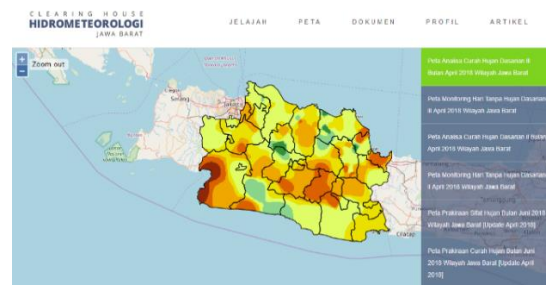 CLEARING HOUSE
HIDROMETEOROLOGI
JAWA BARAT
JELAJAH
PETA
DOKUMEN
PROFIL
ARTIKEL
+
Zoom out
Serang
Cilacap
Peta Analisa Curah Hujan Dasarian III
Bulan April 2018 Wilayah Jawa Barat
Peta Monitoring Hari Tanpa Hujan Dasarian
III April 2018 Wilayah Jawa Barat
Peta Analisa Curah Hujan Dasarian II Bulan
April 2018 Wilayah Jawa Barat
Peta Monitoring Hari Tanpa Hujan Dasarian
II April 2018 Wilayah Jawa Barat
Peta Prakiraan Sifat Hujan Bulan Juni 2018
Wilayah Jawa Barat [Update April
2018]
Peta Prakiraan Curah Hujan Bulan Juni
2018 Wilayah Jawa Barat [Update April
2018]